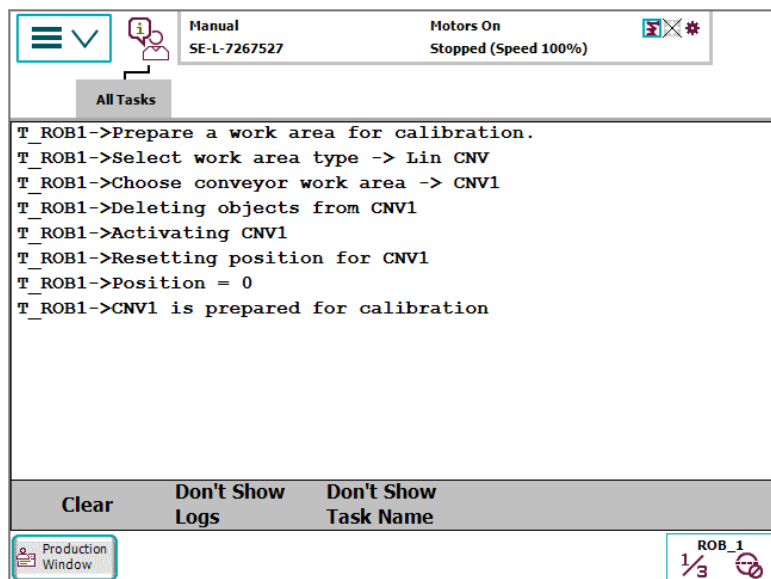 Manual
SE-L-7267527
Motors On
Stopped (Speed 100%)
All Tasks
T_ROB1->Prepare a work area for calibration.
T_ROB1->Select work area type -> Lin CNV
T_ROB1->Choose conveyor work area -> CNV1
T_ROB1->Deleting objects from CNV1
T_ROB1->Activating CNV1
T_ROB1->Resetting position for CNV1
T_ROB1->Position = 0
T_ROB1->CNV1 is prepared for calibration
Clear
Don't Show
Logs
Don't Show
Task Name
Production
Window
ROB_1
1/3